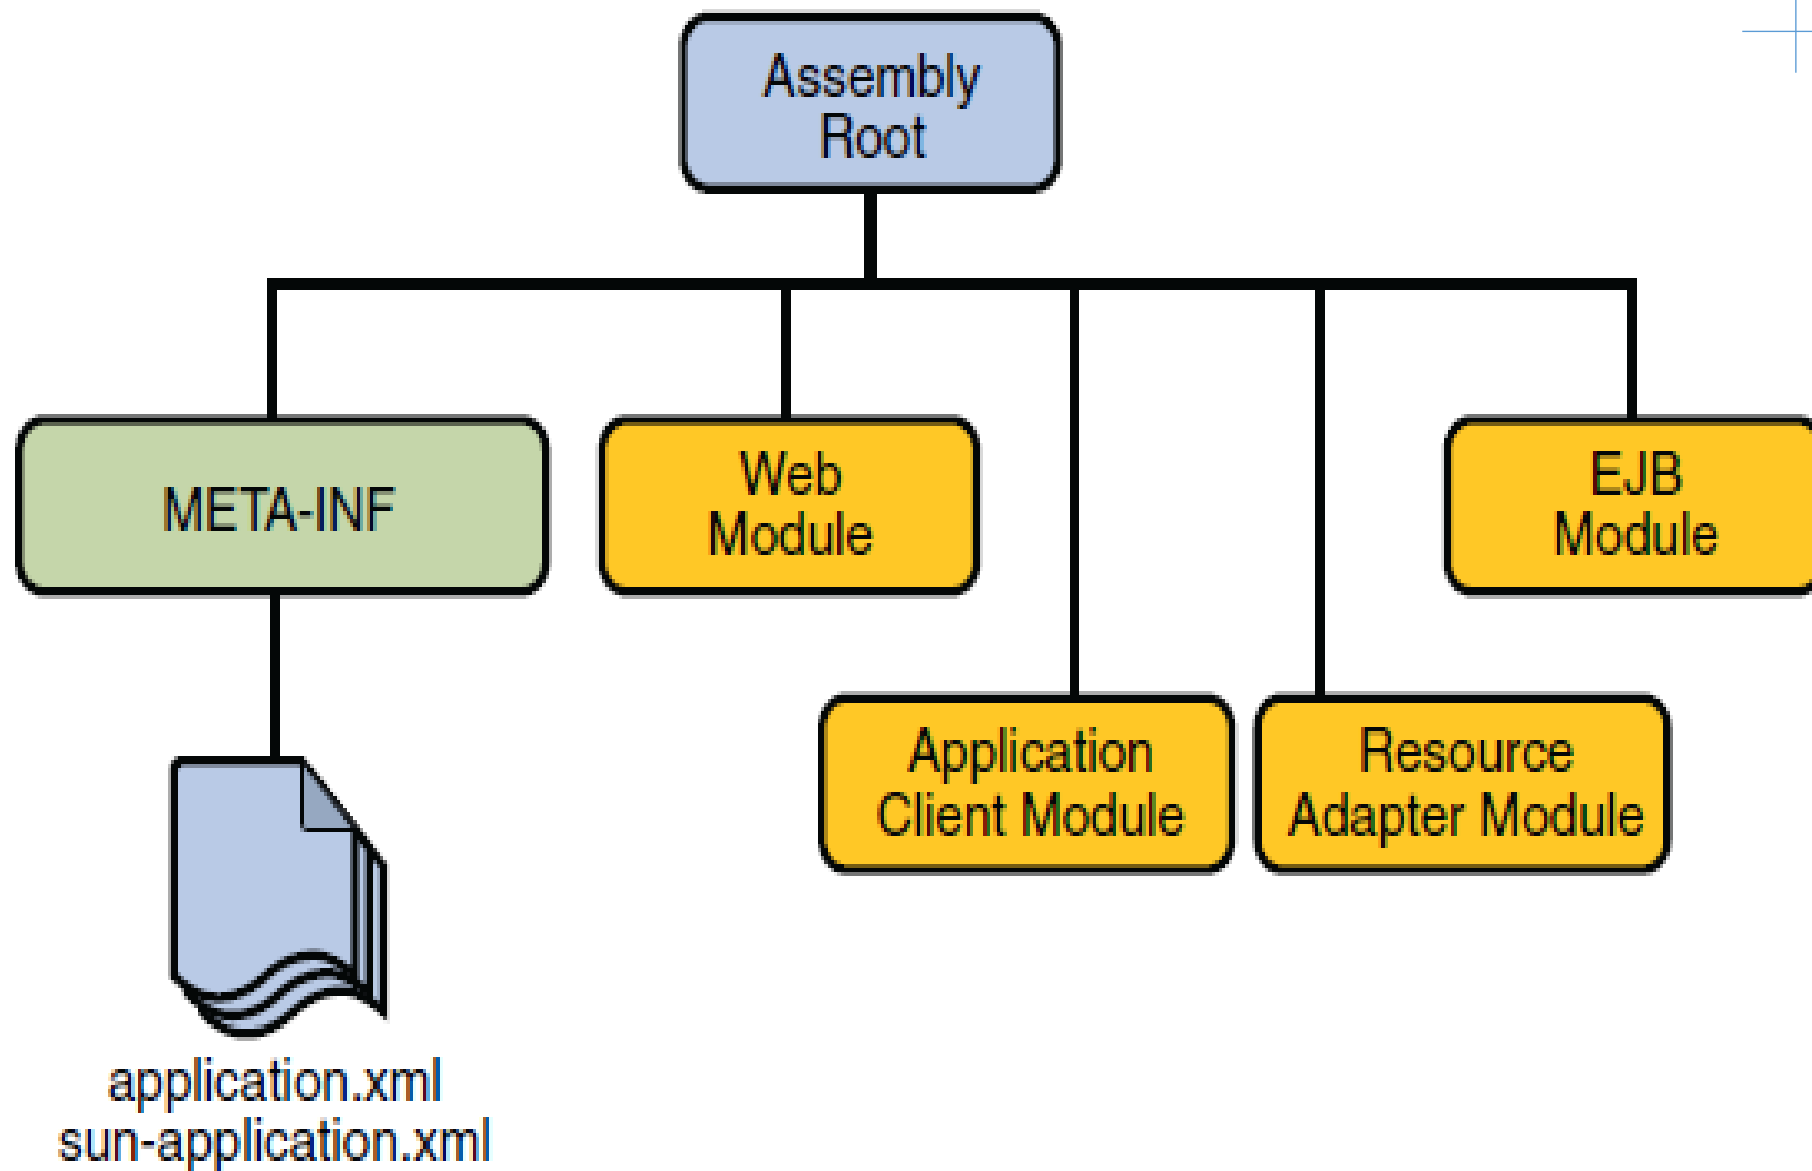 Assembly
Root
META-INF
Web
Module
EJB
Module
Application
Client Module
Resource
Adapter Module
application.xml
sun-application.xml